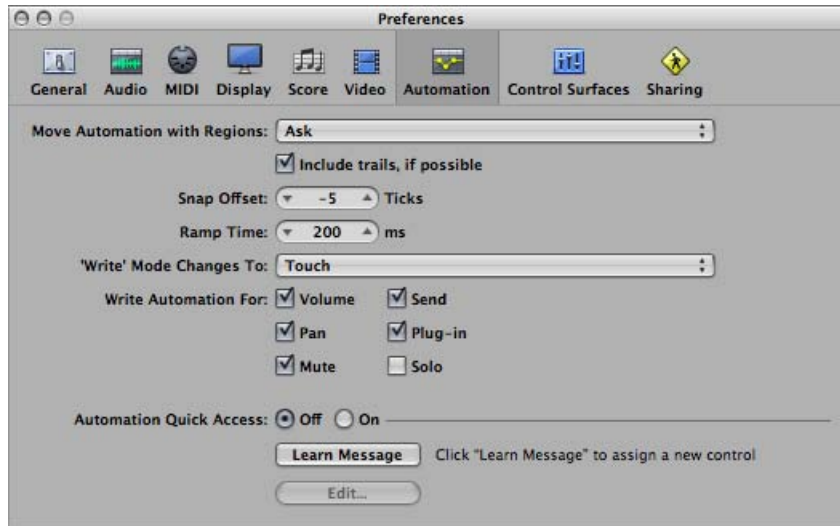 Preferences
General Audio MIDI Display Score Video Automation Control Surfaces Sharing
Move Automation with Regions: Ask
Include trails, if possible
Snap Offset: -5 Ticks
Ramp Time: 200 ms
'Write' Mode Changes To: Touch
Write Automation For: Volume Send
Pan Plug-in
Mute Solo
Automation Quick Access: Off On
Learn Message Click "Learn Message" to assign a new control
Edit...